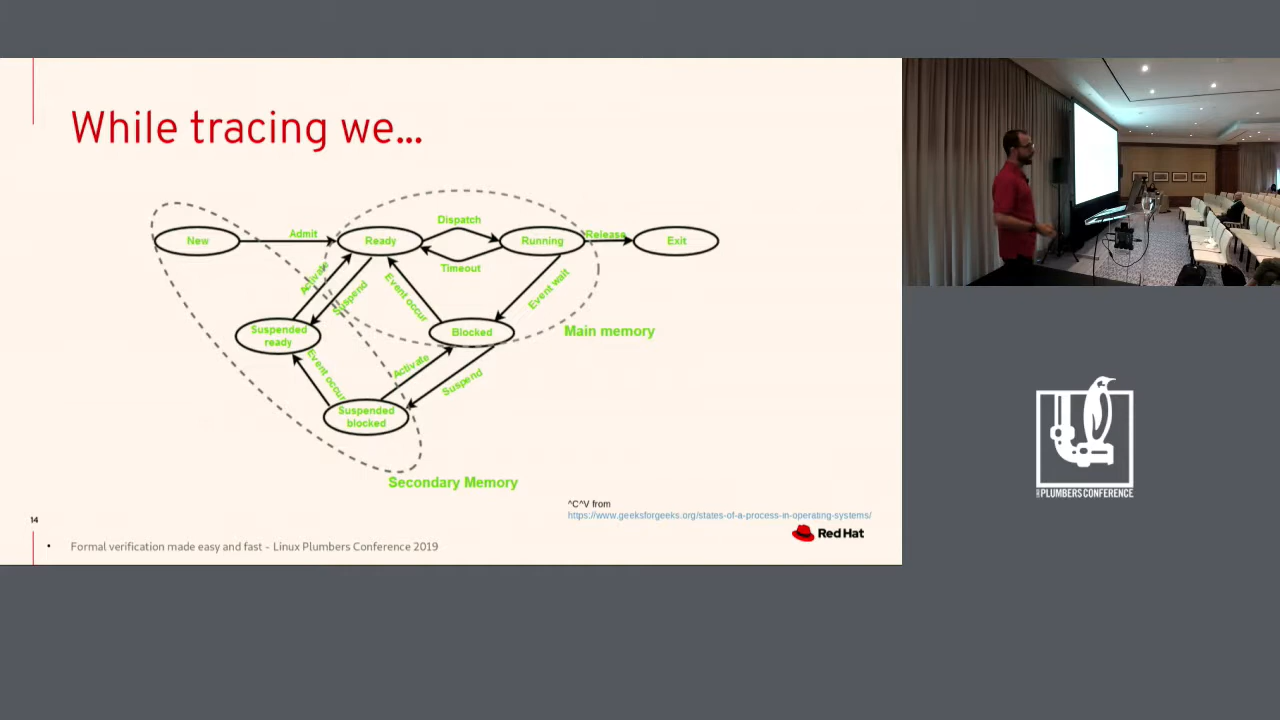 While tracing we...
Dispatch
New
Admit
Ready
Running
Release
Exit
Timeout
Activate
Suspend
Event occur
Event wait
Suspended
ready
Blocked
Main memory
Event occur
Activate
Suspend
Suspended
blocked
Secondary Memory
^C^V from
https://www.geeksforgeeks.org/states-of-a-process-in-operating-systems/
14
Red Hat
• Formal verification made easy and fast - Linux Plumbers Conference 2019
PLUMBERS CONFERENCE